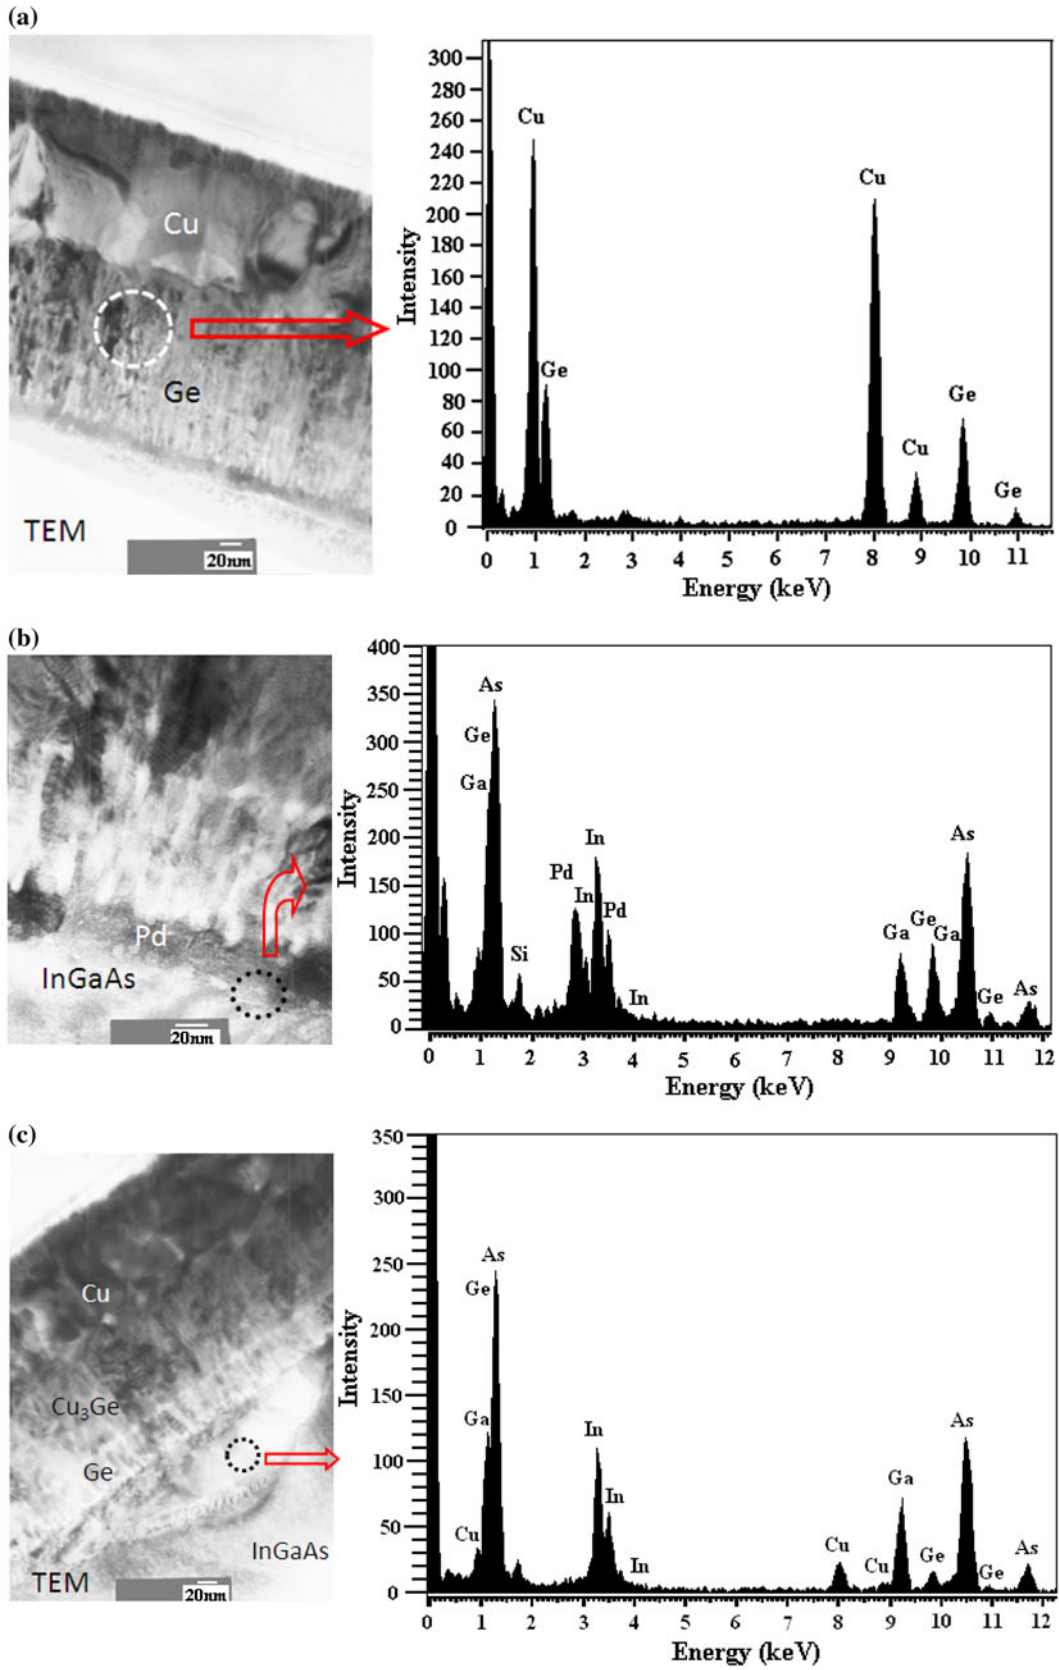 (a)
Cu
Ge
TEM
20nm
Intensity
300
280
260
240
220
210
180
160
140
120
100
80
60
40
20
0
Cu
Ge
Cu
Cu
Ge
Ge
0 1 2 3 4 5 6 7 8 9 10 11
Energy (keV)
(b)
Pd
InGaAs
20nm
Intensity
400
350
300
250
200
150
100
50
0
As
Ge
Ga
Si
Pd
In
In
Pd
In
Ga
Ge
Ga
As
Ge
As
0 1 2 3 4 5 6 7 8 9 10 11 12
Energy (keV)
(c)
Cu
Cu3Ge
Ge
InGaAs
TEM
20nm
Intensity
350
300
250
200
150
100
50
0
As
Ge
Ga
Cu
In
In
In
Cu
Cu
Ga
Ge
As
Ge
As
0 1 2 3 4 5 6 7 8 9 10 11 12
Energy (keV)